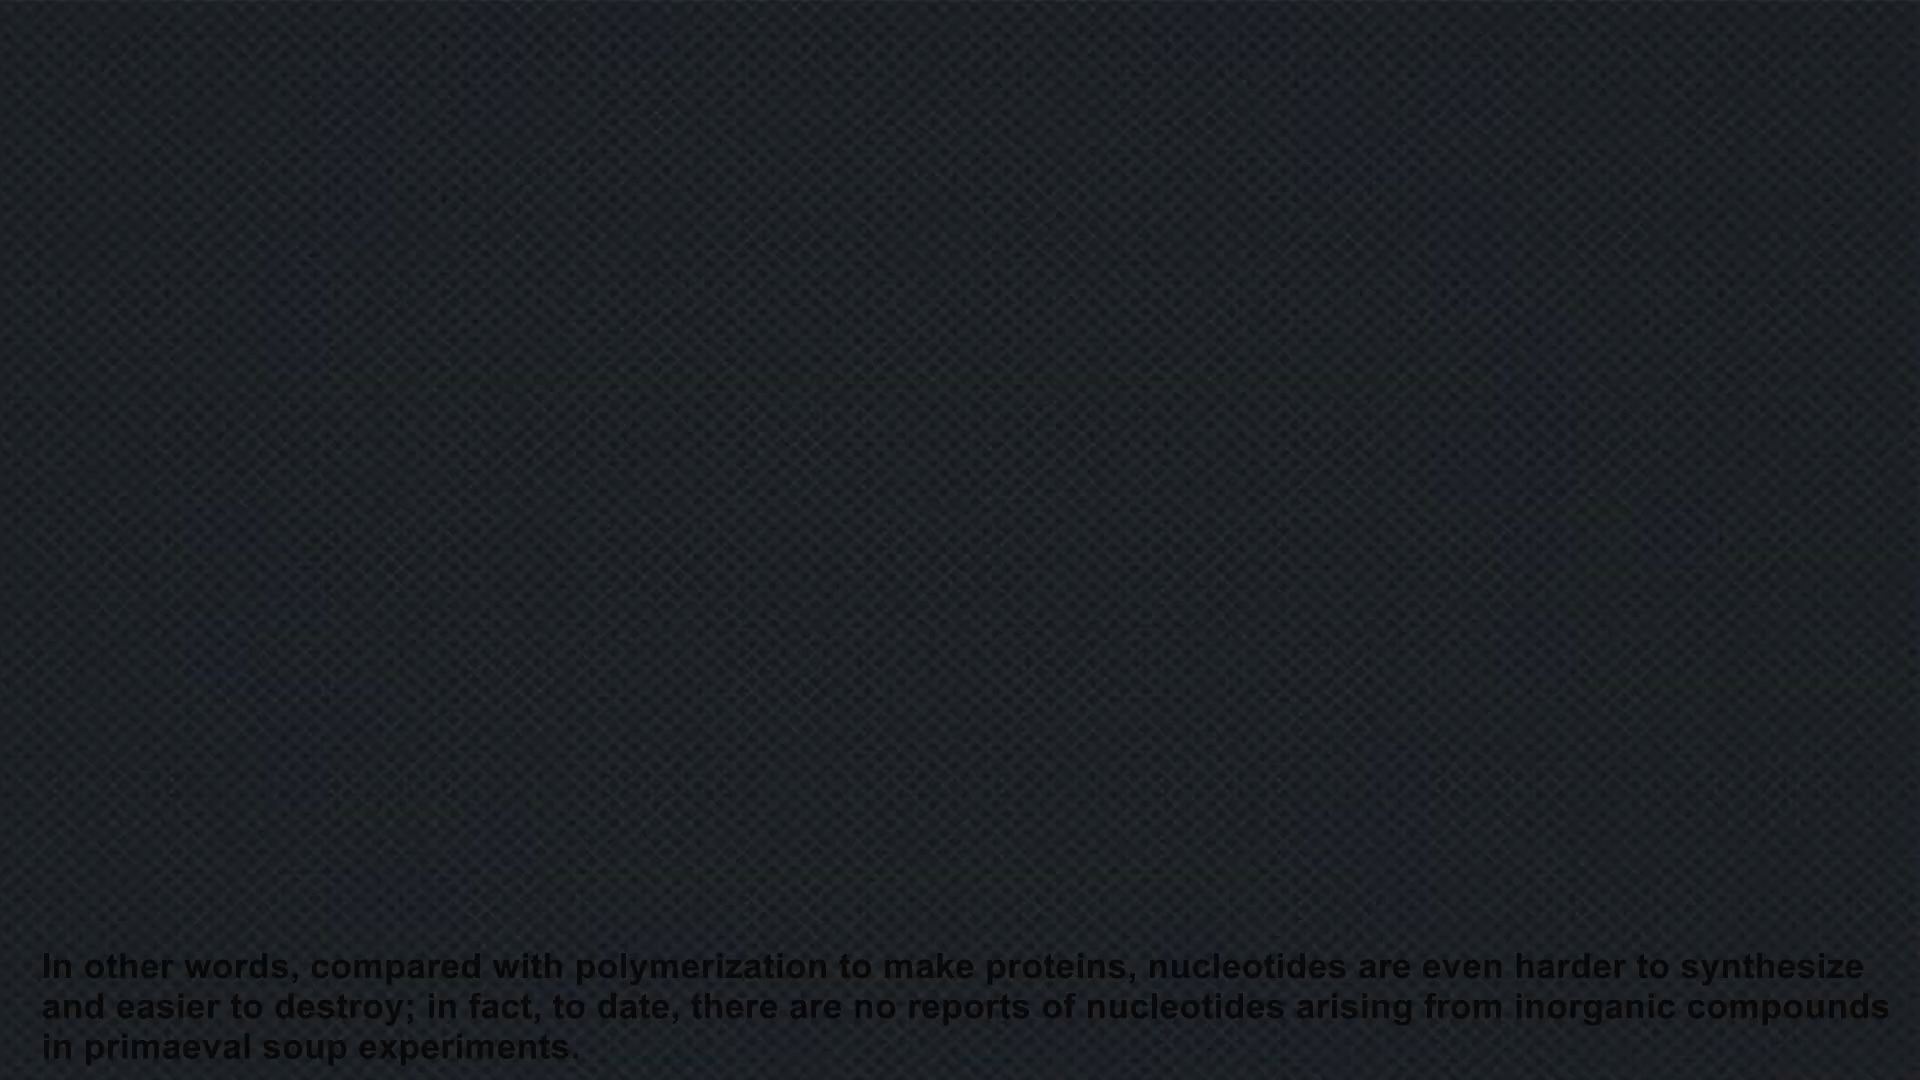 In other words, compared with polymerization to make proteins, nucleotides are even harder to synthesize
and easier to destroy; in fact, to date, there are no reports of nucleotides arising from inorganic compounds
in primaeval soup experiments.